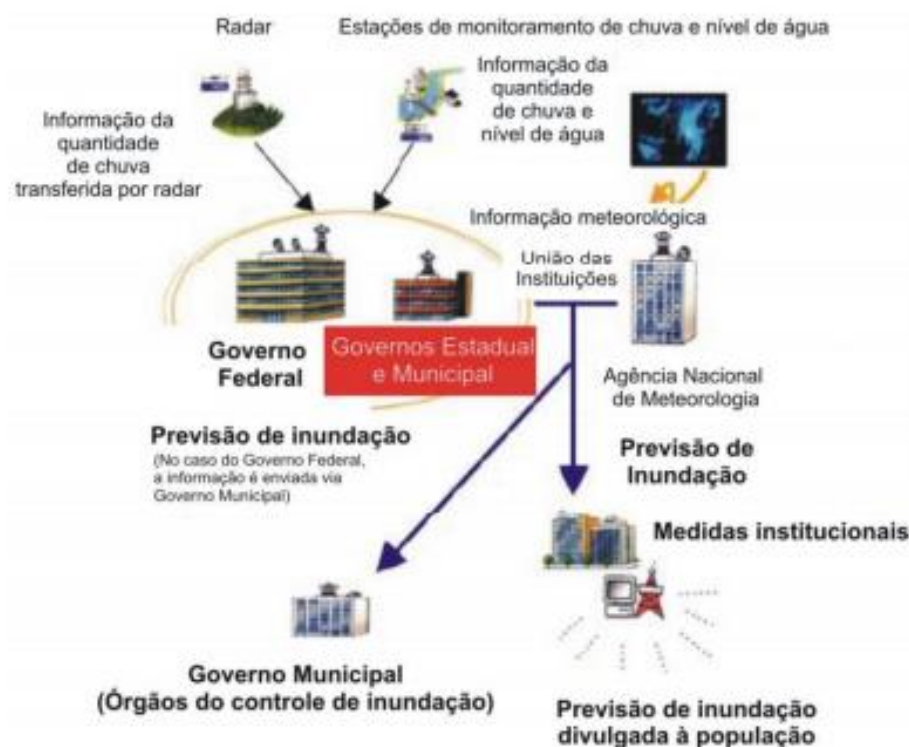 Radar
Estações de monitoramento de chuva e nível de água
Informação da
quantidade
de chuva
transferida por radar
Informação da
quantidade
de chuva e
nível de água
Informação meteorológica
União das
Instituições
Governo
Federal
Governos Estadual
e Municipal
Agência Nacional
de Meteorologia
Previsão de inundação
(No caso do Governo Federal,
a informação é enviada via
Governo Municipal)
Previsão de
Inundação
Medidas institucionais
Governo Municipal
(Órgãos do controle de inundação)
Previsão de inundação
divulgada à população